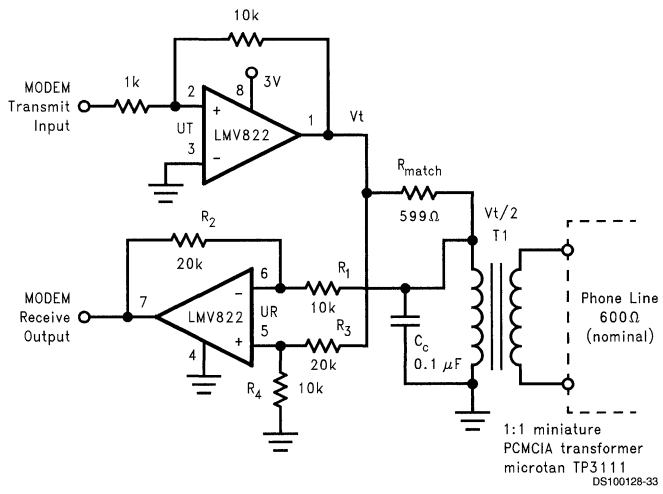 10k
MODEM
Transmit
Input
1k
2
8
3V
+
UT
LMV822
1
Vt
3
−
Rmatch
599Ω
Vt/2
T1
R2
20k
6
R1
10k
−
MODEM
Receive
Output
7
LMV822
UR
5
R3
+
20k
4
R4
10k
Cc
0.1 μF
Phone Line
600Ω
(nominal)
1:1 miniature
PCMCIA transformer
microtan TP3111
DS100128-33